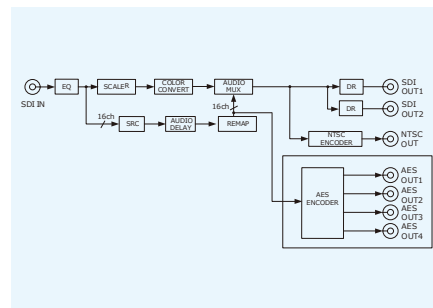 SDI IN
EQ
SCALER
COLOR
CONVERT
AUDIO
MUX
16ch
16ch
SRC
AUDIO
DELAY
REMAP
DR
SDI
OUT1
DR
SDI
OUT2
NTSC
ENCODER
NTSC
OUT
AES
ENCODER
AES
OUT1
AES
OUT2
AES
OUT3
AES
OUT4